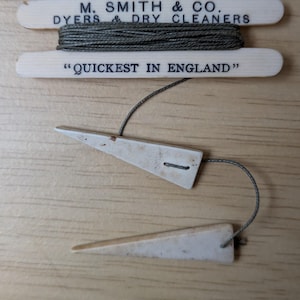 M. SMITH & CO.
DYERS & DRY CLEANERS
"QUICKEST IN ENGLAND"